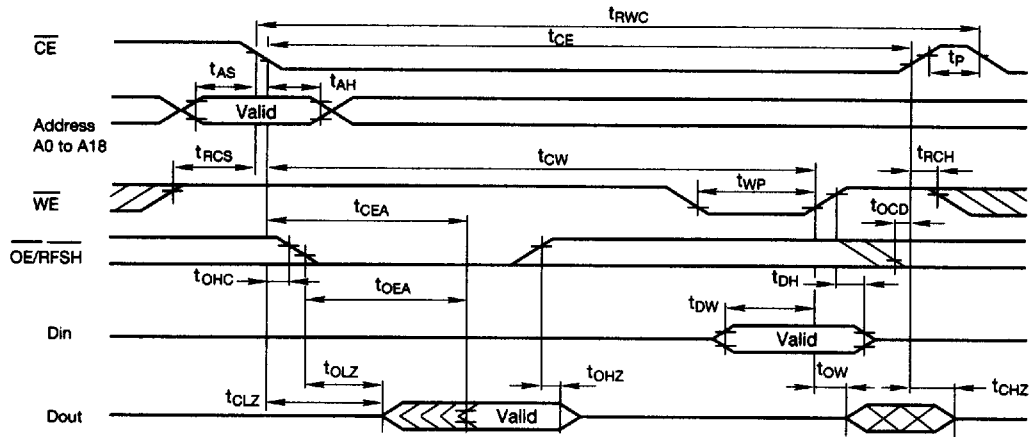 tRWC
CE
tCE
tP
tAS
tAH
Valid
Address
A0 to A18
tRCS
tCW
tRCH
WE
tWP
tCEA
tOCD
OE/RFSH
tOHC
tOEA
tDH
tDW
Din
Valid
tOLZ
tOHZ
tOW
tCLZ
tCHZ
Dout
Valid